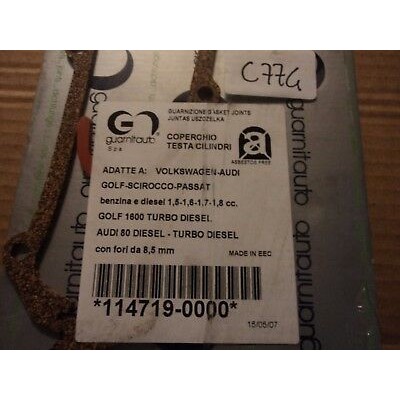 C774
GUARNIZIONE GASKET JOINTS
JUNTAS USZCZELKA
guarnitauto
S p a
COPERCHIO
TESTA CILINDRI
a
ASBESTOS FREE
ADATTE A: VOLKSWAGEN-AUDI
GOLF-SCIROCCO-PASSAT
benzina e diesel 1,5-1,6-1,7-1,8 cc.
GOLF 1600 TURBO DIESEL
AUDI 80 DIESEL - TURBO DIESEL
con fori da 8,5 mm
MADE IN EEC
*114719-0000*
15/05/07
guarnitauto
guarnitauto